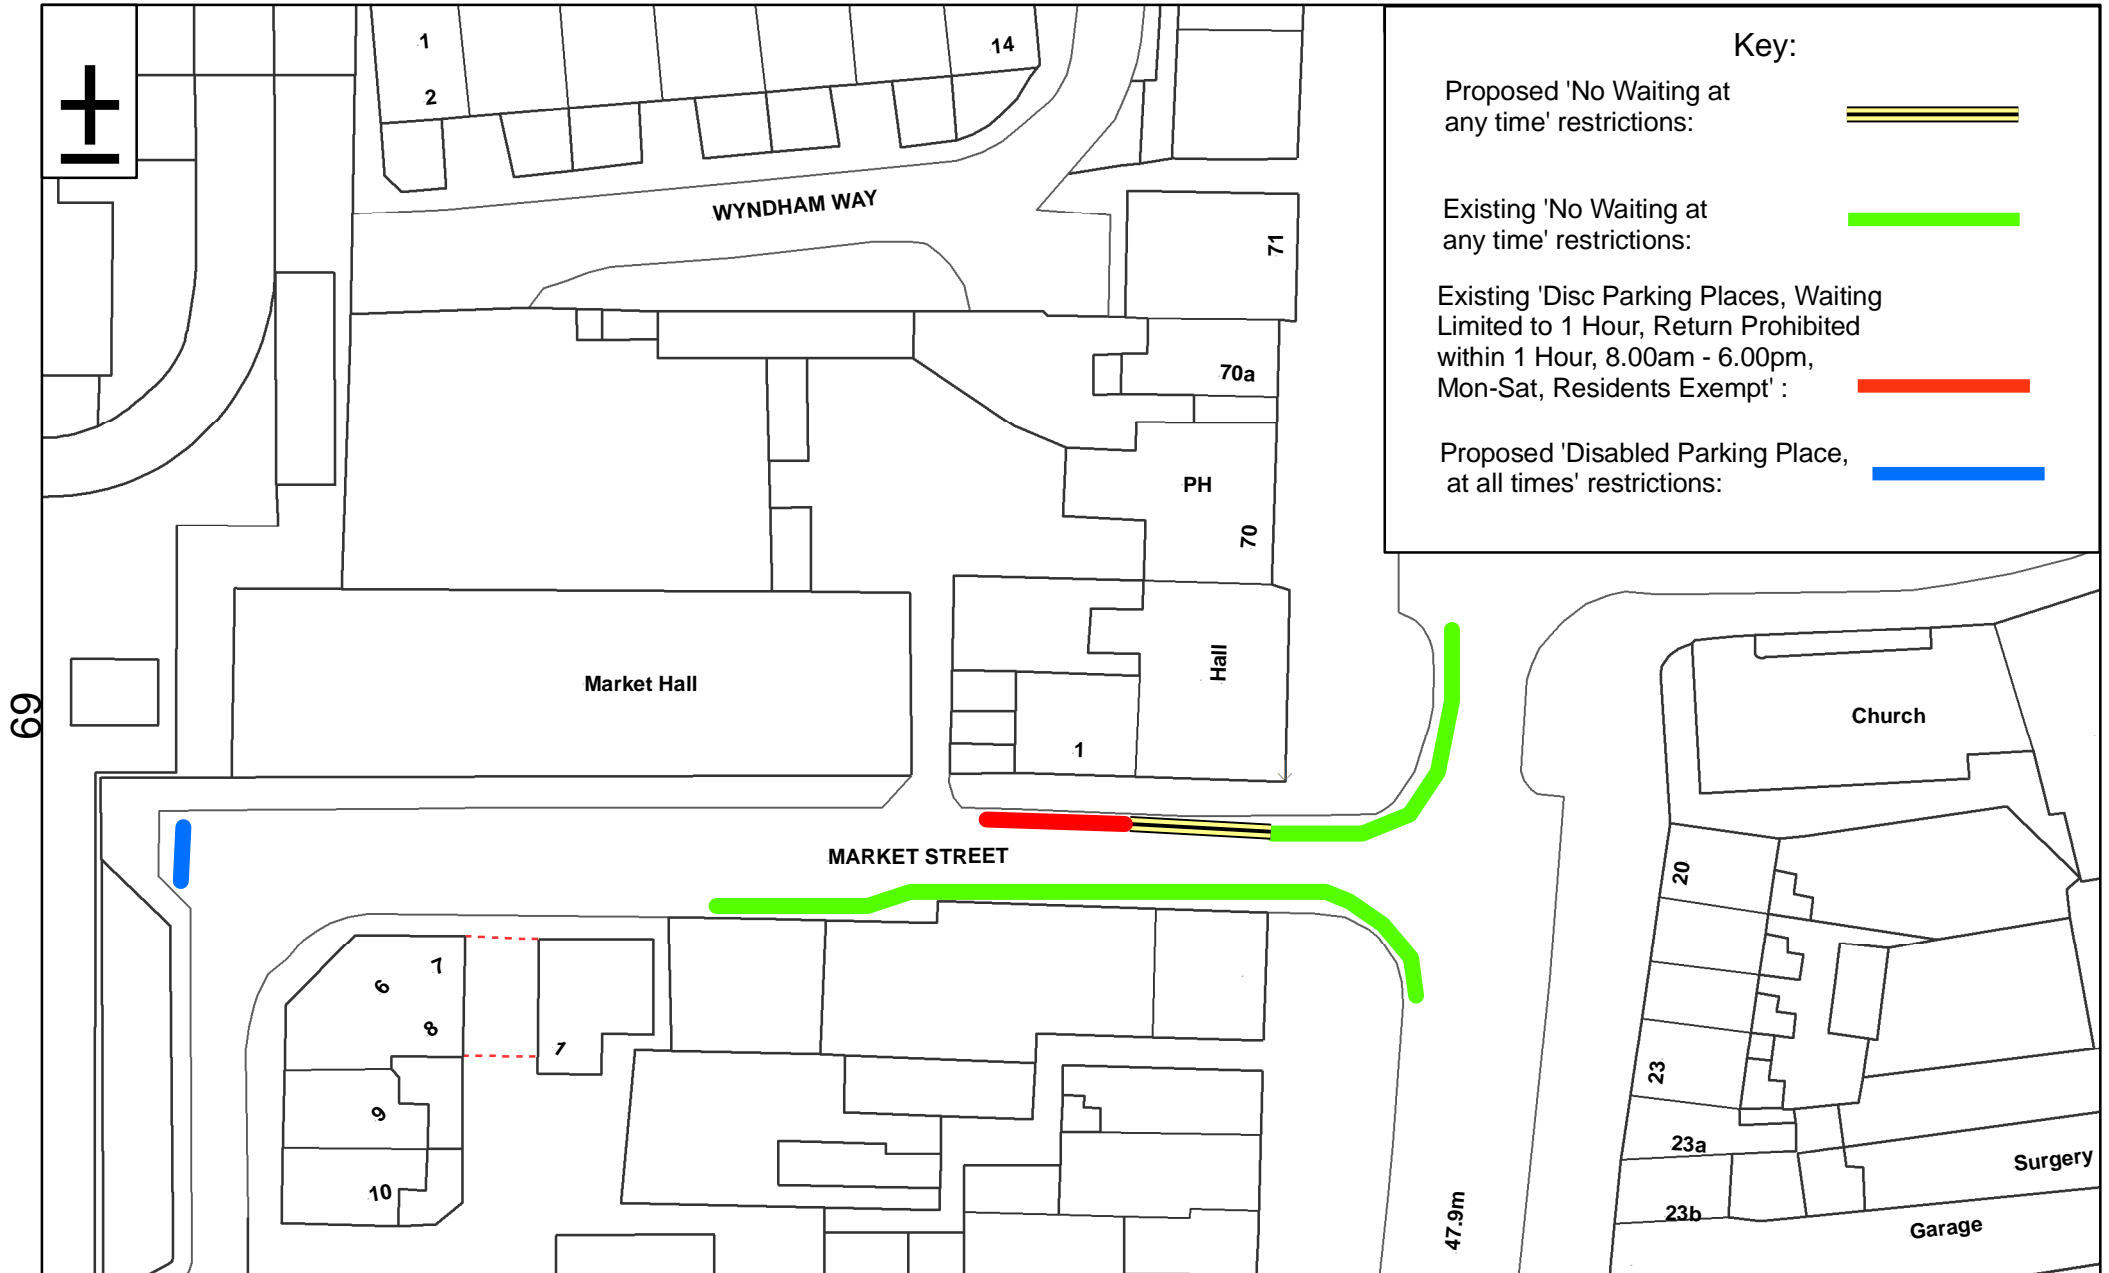 Key:
Proposed 'No Waiting at
any time' restrictions:
Existing 'No Waiting at
any time' restrictions:
Existing 'Disc Parking Places, Waiting
Limited to 1 Hour, Return Prohibited
within 1 Hour, 8.00am - 6.00pm,
Mon-Sat, Residents Exempt' :
Proposed 'Disabled Parking Place,
at all times' restrictions:
1
14
2
WYNDHAM WAY
71
70a
PH
70
Market Hall
Hall
1
Church
69
MARKET STREET
20
7
6
8
1
23
9
10
23a
Surgery
23b
47.9m
Garage